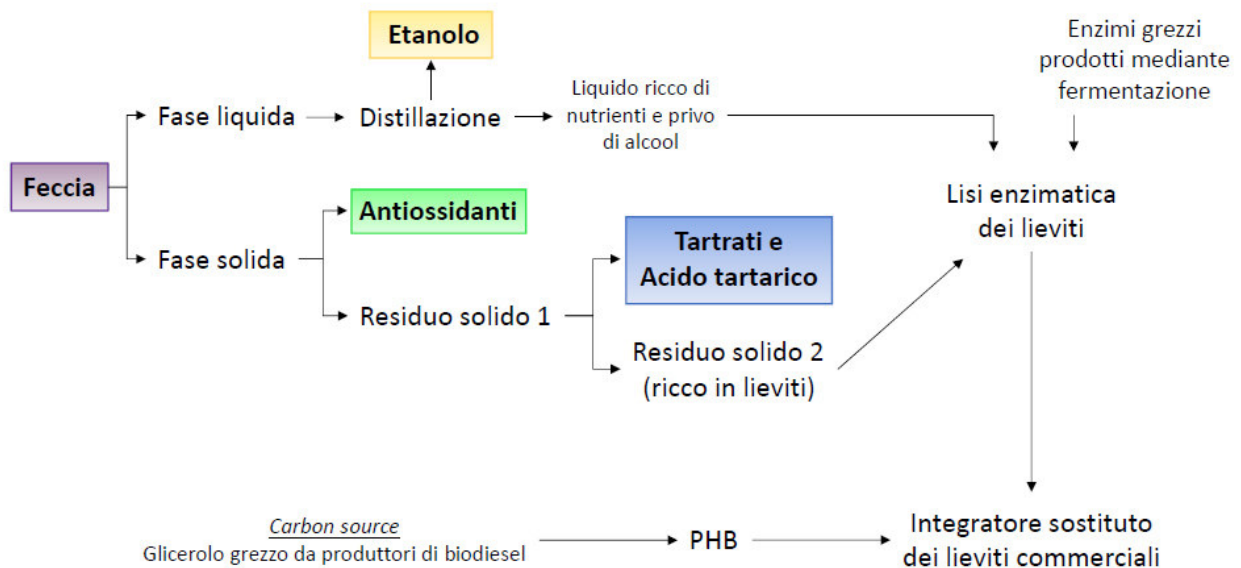 Etanolo
Enzimi grezzi
prodotti mediante
fermentazione
Fase liquida
Distillazione
Liquido ricco di
nutrienti e privo
di alcool
Feccia
Lisi enzimatica
dei lieviti
Antiossidanti
Fase solida
Tartrati e
Acido tartarico
Residuo solido 1
Residuo solido 2
(ricco in lieviti)
Carbon source
Glicerolo grezzo da produttori di biodiesel
PHB
Integratore sostituto
dei lieviti commerciali